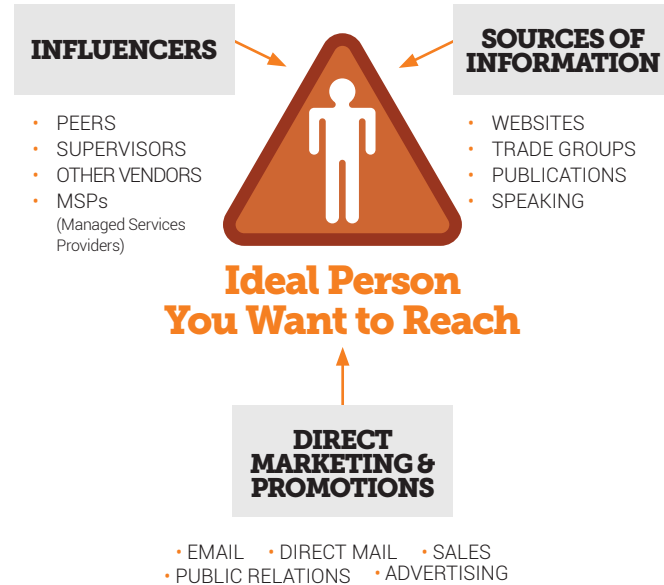 INFLUENCERS
• PEERS
• SUPERVISORS
• OTHER VENDORS
• MSPs
(Managed Services
Providers)
SOURCES OF
INFORMATION
• WEBSITES
• TRADE GROUPS
• PUBLICATIONS
• SPEAKING
Ideal Person
You Want to Reach
DIRECT
MARKETING &
PROMOTIONS
• EMAIL • DIRECT MAIL • SALES
• PUBLIC RELATIONS • ADVERTISING